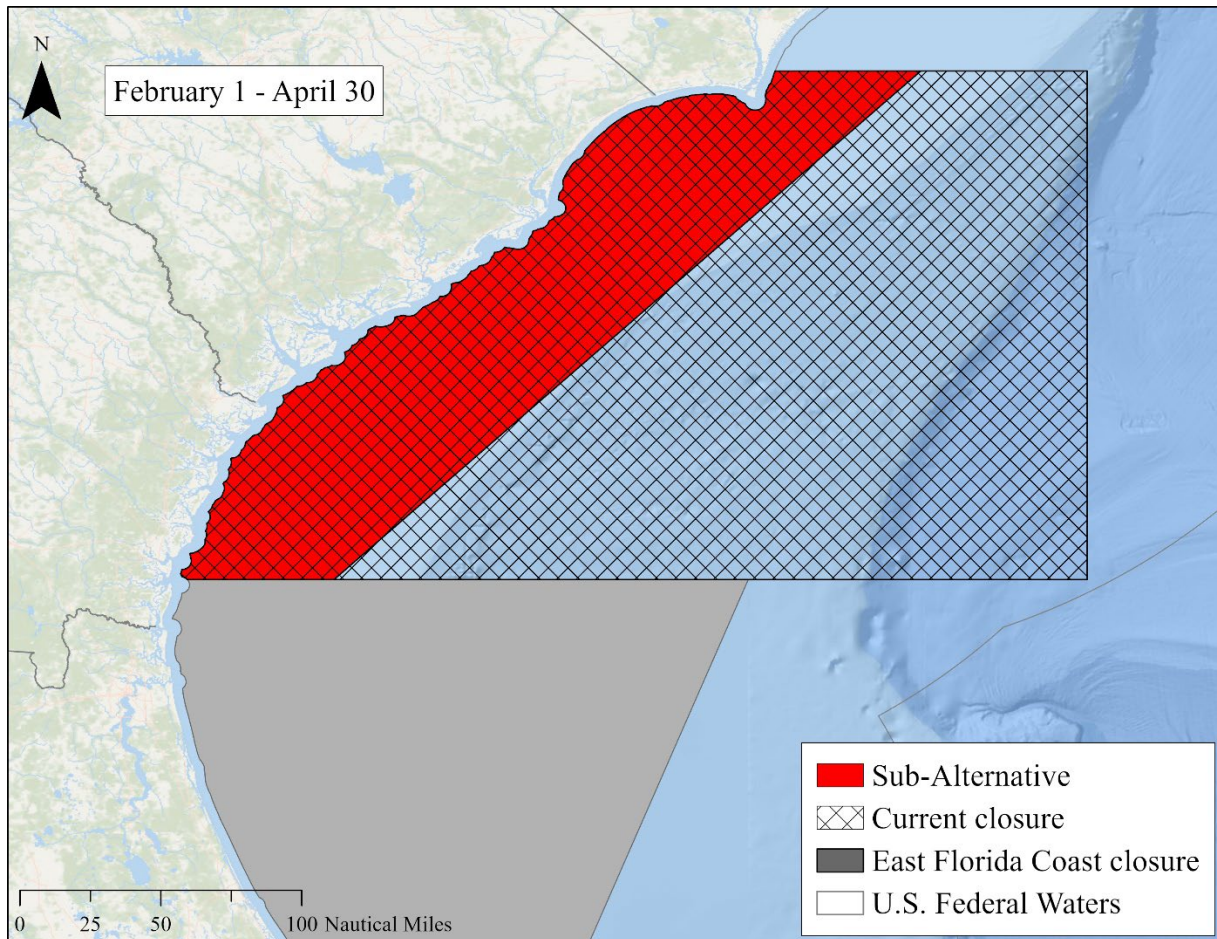 N
February 1 - April 30
Sub-Alternative
Current closure
East Florida Coast closure
U.S. Federal Waters
0 25 50 100 Nautical Miles